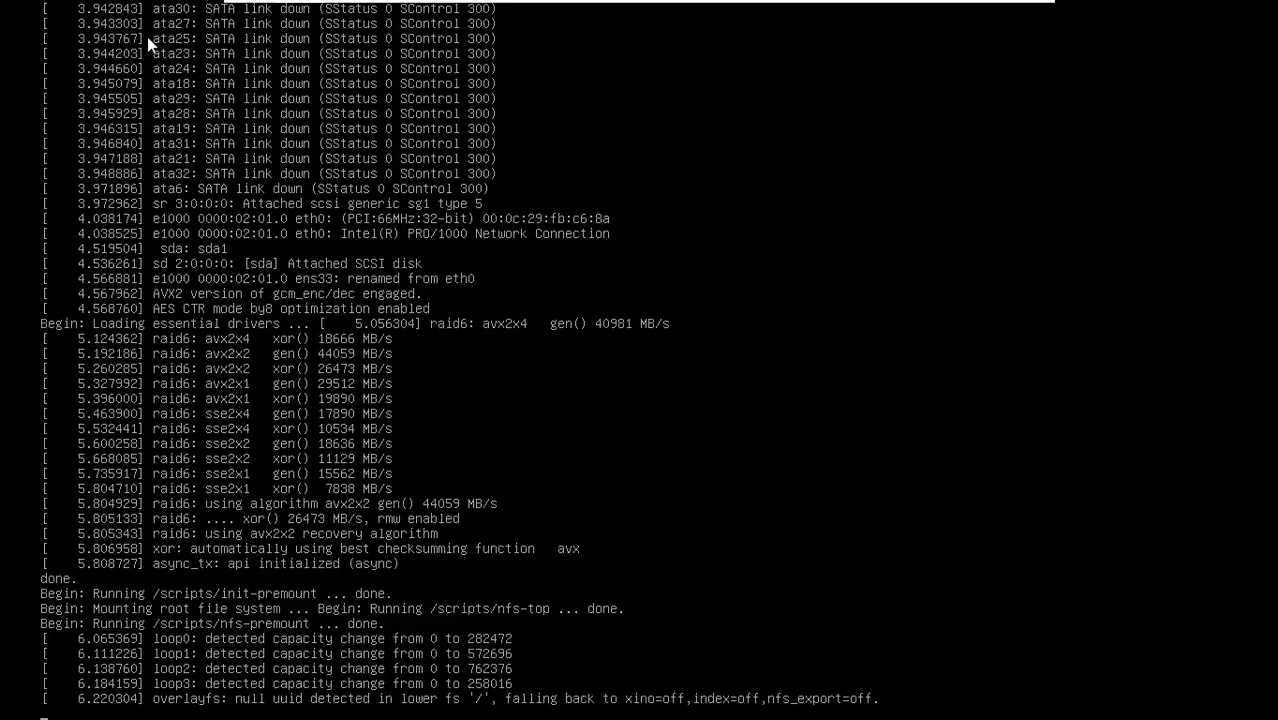 [    3.942843] ata30: SATA link down (SStatus 0 SControl 300)
[    3.943303] ata27: SATA link down (SStatus 0 SControl 300)
[    3.943767] ata25: SATA link down (SStatus 0 SControl 300)
[    3.944203] ata23: SATA link down (SStatus 0 SControl 300)
[    3.944660] ata24: SATA link down (SStatus 0 SControl 300)
[    3.945079] ata18: SATA link down (SStatus 0 SControl 300)
[    3.945505] ata29: SATA link down (SStatus 0 SControl 300)
[    3.945929] ata28: SATA link down (SStatus 0 SControl 300)
[    3.946315] ata19: SATA link down (SStatus 0 SControl 300)
[    3.946840] ata31: SATA link down (SStatus 0 SControl 300)
[    3.947188] ata21: SATA link down (SStatus 0 SControl 300)
[    3.948886] ata32: SATA link down (SStatus 0 SControl 300)
[    3.971896] ata6: SATA link down (SStatus 0 SControl 300)
[    3.972962] sr 3:0:0:0: Attached scsi generic sg1 type 5
[    4.038174] e1000 0000:02:01.0 eth0: (PCI:66MHz:32-bit) 00:0c:29:fb:c6:8a
[    4.038525] e1000 0000:02:01.0 eth0: Intel(R) PRO/1000 Network Connection
[    4.519504]  sda: sda1
[    4.536261] sd 2:0:0:0: [sda] Attached SCSI disk
[    4.566881] e1000 0000:02:01.0 ens33: renamed from eth0
[    4.567962] AVX2 version of gcm_enc/dec engaged.
[    4.568760] AES CTR mode by8 optimization enabled
Begin: Loading essential drivers ... [    5.056304] raid6: avx2x4   gen() 40981 MB/s
[    5.124362] raid6: avx2x4   xor() 18666 MB/s
[    5.192186] raid6: avx2x2   gen() 44059 MB/s
[    5.260285] raid6: avx2x2   xor() 26473 MB/s
[    5.327992] raid6: avx2x1   gen() 29512 MB/s
[    5.396000] raid6: avx2x1   xor() 19890 MB/s
[    5.463900] raid6: sse2x4   gen() 17890 MB/s
[    5.532441] raid6: sse2x4   xor() 10534 MB/s
[    5.600258] raid6: sse2x2   gen() 18636 MB/s
[    5.668085] raid6: sse2x2   xor() 11129 MB/s
[    5.735917] raid6: sse2x1   gen() 15562 MB/s
[    5.804710] raid6: sse2x1   xor()  7838 MB/s
[    5.804929] raid6: using algorithm avx2x2 gen() 44059 MB/s
[    5.805133] raid6: .... xor() 26473 MB/s, rmw enabled
[    5.805343] raid6: using avx2x2 recovery algorithm
[    5.806958] xor: automatically using best checksumming function   avx
[    5.808727] async_tx: api initialized (async)
done.
Begin: Running /scripts/init-premount ... done.
Begin: Mounting root file system ... Begin: Running /scripts/nfs-top ... done.
Begin: Running /scripts/nfs-premount ... done.
[    6.065369] loop0: detected capacity change from 0 to 282472
[    6.111226] loop1: detected capacity change from 0 to 572696
[    6.138760] loop2: detected capacity change from 0 to 762376
[    6.184159] loop3: detected capacity change from 0 to 258016
[    6.220304] overlayfs: null uuid detected in lower fs '/', falling back to xino=off,index=off,nfs_export=off.